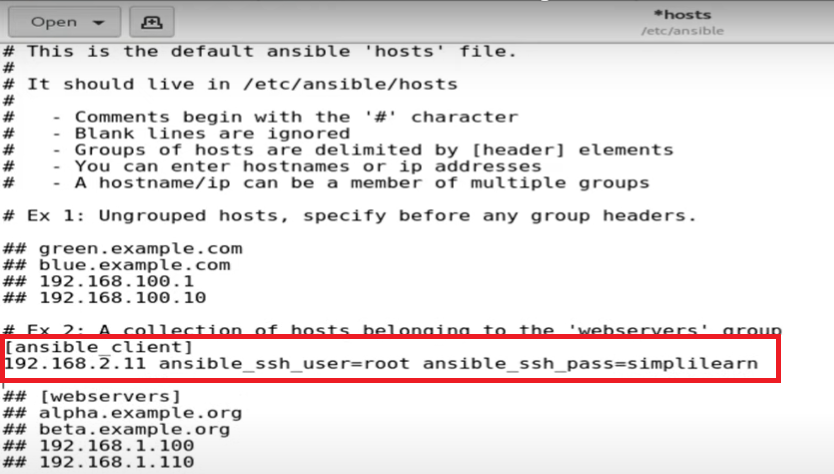 Open
*hosts
/etc/ansible
# This is the default ansible 'hosts' file.
#
# It should live in /etc/ansible/hosts
#
#   - Comments begin with the '#' character
#   - Blank lines are ignored
#   - Groups of hosts are delimited by [header] elements
#   - You can enter hostnames or ip addresses
#   - A hostname/ip can be a member of multiple groups
# Ex 1: Ungrouped hosts, specify before any group headers.
## green.example.com
## blue.example.com
## 192.168.100.1
## 192.168.100.10
# Ex 2: A collection of hosts belonging to the 'webservers' group
[ansible_client]
192.168.2.11 ansible_ssh_user=root ansible_ssh_pass=simplilearn
## [webservers]
## alpha.example.org
## beta.example.org
## 192.168.1.100
## 192.168.1.110